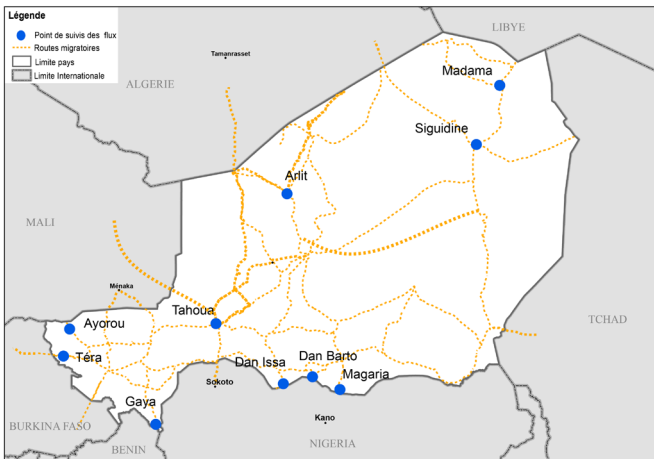 Légende
Point de suivis des flux
Routes migratoires
Limite pays
Limite Internationale
LIBYE
Tamanrasset
ALGERIE
Madama
Siguidine
Arlit
MALI
Ménaka
Tahoua
Ayorou
TCHAD
Téra
Dan Issa
Dan Barto
Sokoto
Magaria
Gaya
Kano
BURKINA FASO
NIGERIA
BENIN